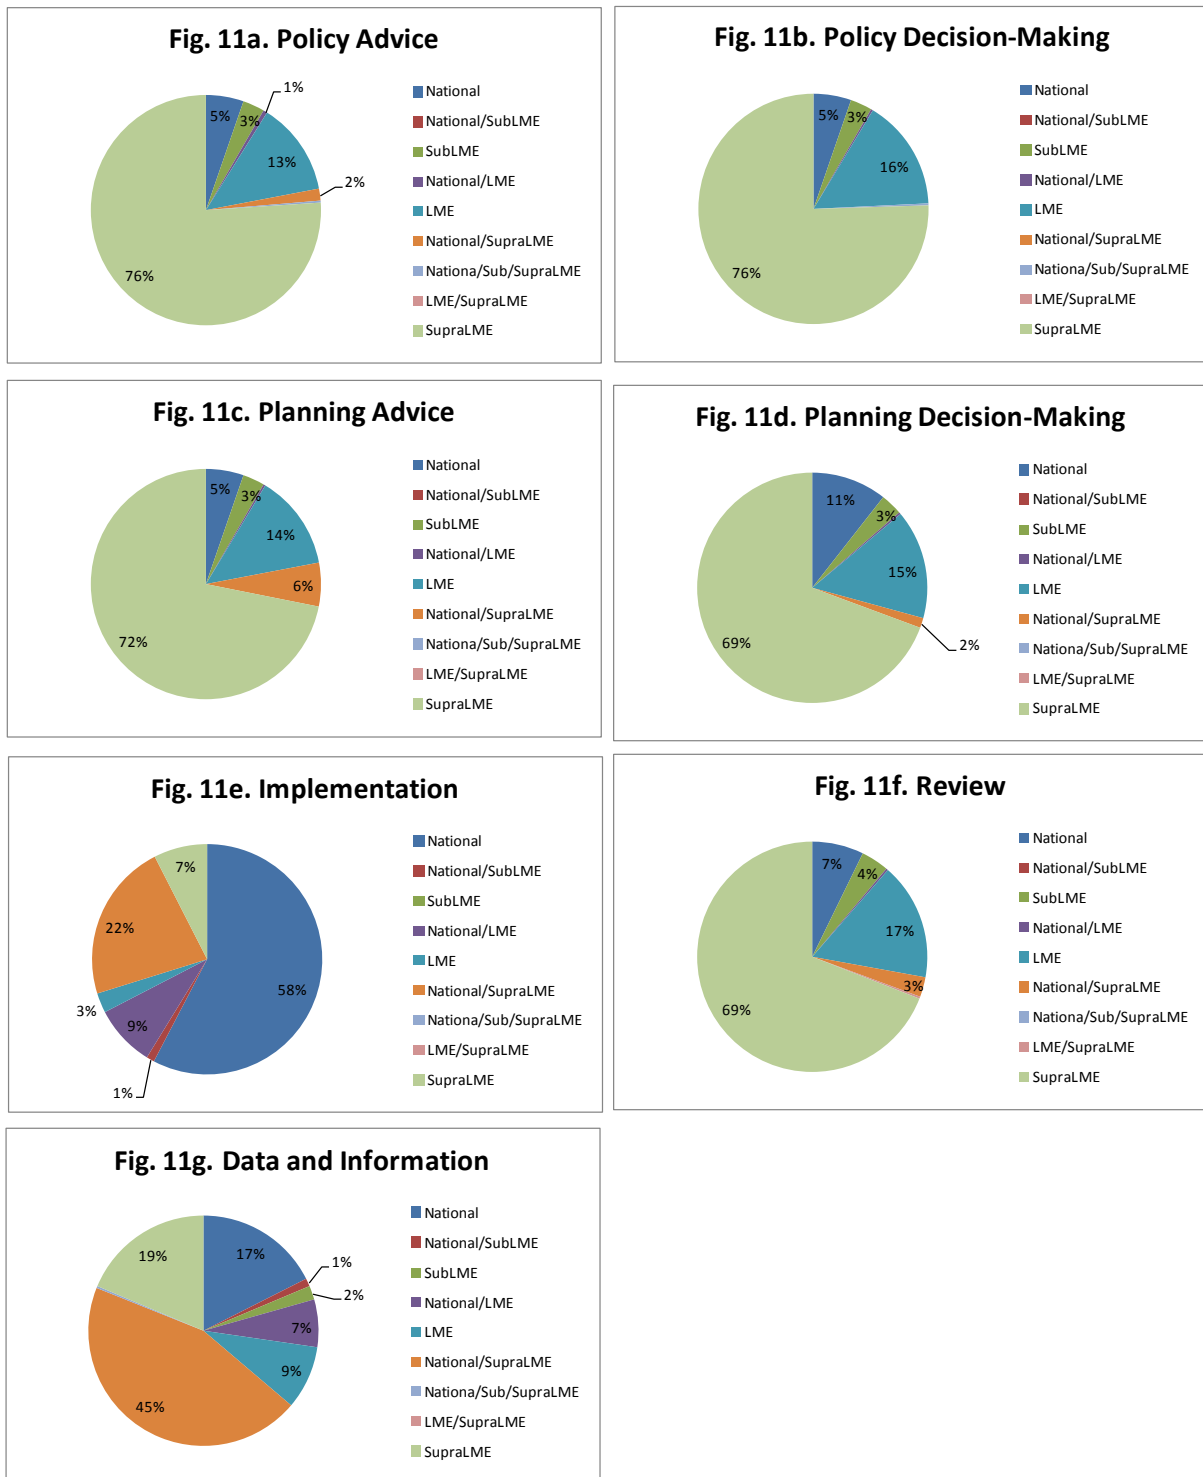 Fig. 11a. Policy Advice
5%
3%
1%
13%
2%
76%
National
National/SubLME
SubLME
National/LME
LME
National/SupraLME
Nationa/Sub/SupraLME
LME/SupraLME
SupraLME
Fig. 11b. Policy Decision-Making
5%
3%
16%
76%
National
National/SubLME
SubLME
National/LME
LME
National/SupraLME
Nationa/Sub/SupraLME
LME/SupraLME
SupraLME
Fig. 11c. Planning Advice
5%
3%
14%
6%
72%
National
National/SubLME
SubLME
National/LME
LME
National/SupraLME
Nationa/Sub/SupraLME
LME/SupraLME
SupraLME
Fig. 11d. Planning Decision-Making
11%
3%
15%
2%
69%
National
National/SubLME
SubLME
National/LME
LME
National/SupraLME
Nationa/Sub/SupraLME
LME/SupraLME
SupraLME
Fig. 11e. Implementation
7%
22%
58%
3%
9%
1%
National
National/SubLME
SubLME
National/LME
LME
National/SupraLME
Nationa/Sub/SupraLME
LME/SupraLME
SupraLME
Fig. 11f. Review
7%
4%
17%
3%
69%
National
National/SubLME
SubLME
National/LME
LME
National/SupraLME
Nationa/Sub/SupraLME
LME/SupraLME
SupraLME
Fig. 11g. Data and Information
19%
17%
1%
2%
7%
9%
45%
National
National/SubLME
SubLME
National/LME
LME
National/SupraLME
Nationa/Sub/SupraLME
LME/SupraLME
SupraLME